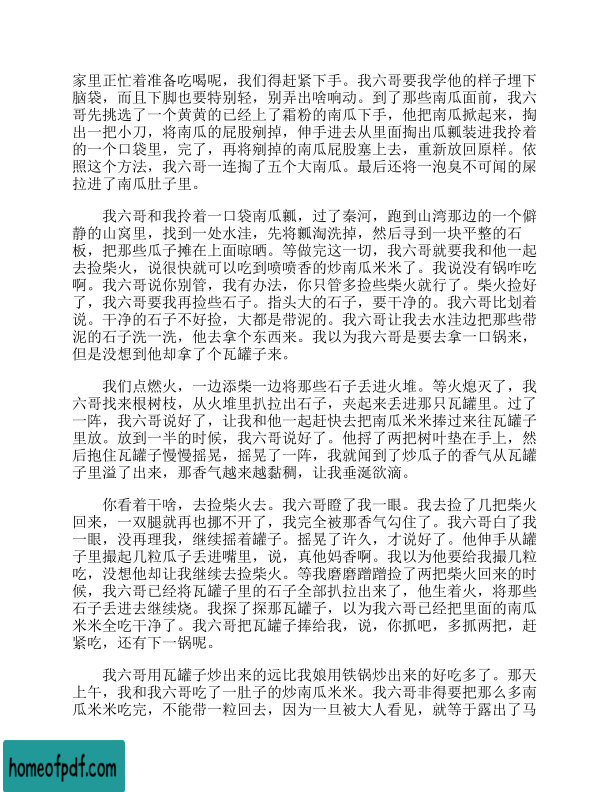 家里正忙着准备吃喝呢，我们得赶紧下手。我六哥要我学他的样子埋下
脑袋，而且下脚也要特别轻，别弄出啥响动。到了那些南瓜面前，我六
哥先挑选了一个黄黄的已经上了霜粉的南瓜下手，他把南瓜掀起来，掏
出一把小刀，将南瓜的屁股剜掉，伸手进去从里面掏出瓜瓤装进我拎着
的一个口袋里，完了，再将剜掉的南瓜屁股塞上去，重新放回原样。依
照这个方法，我六哥一连掏了五个大南瓜。最后还将一泡臭不可闻的屎
拉进了南瓜肚子里。
我六哥和我拎着一口袋南瓜瓤，过了秦河，跑到山湾那边的一个僻
静的山窝里，找到一处水洼，先将瓤淘洗掉，然后寻到一块平整的石
板，把那些瓜子摊在上面晾晒。等做完这一切，我六哥就要我和他一起
去捡柴火，说很快就可以吃到喷喷香的炒南瓜米米了。我说没有锅咋吃
啊。我六哥说你别管，我有办法，你只管多捡些柴火就行了。柴火捡好
了，我六哥要我再捡些石子。指头大的石子，要干净的。我六哥比划着
说。干净的石子不好捡，大都是带泥的。我六哥让我去水洼边把那些带
泥的石子洗一洗，他去拿个东西来。我以为我六哥是要去拿一口锅来，
但是没想到他却拿了个瓦罐子来。
我们点燃火，一边添柴一边将那些石子丢进火堆。等火熄灭了，我
六哥找来根树枝，从火堆里扒拉出石子，夹起来丢进那只瓦罐里。过了
一阵，我六哥说好了，让我和他一起赶快去把南瓜米米捧过来往瓦罐子
里放。放到一半的时候，我六哥说好了。他捋了两把树叶垫在手上，然
后抱住瓦罐子慢慢摇晃，摇晃了一阵，我就闻到了炒瓜子的香气从瓦罐
子里溢了出来，那香气越来越黏稠，让我垂涎欲滴。
你看着干啥，去捡柴火去。我六哥瞪了我一眼。我去捡了几把柴火
回来，一双腿就再也挪不开了，我完全被那香气勾住了。我六哥白了我
一眼，没再理我，继续摇着罐子。摇晃了许久，才说好了。他伸手从罐
子里撮起几粒瓜子丢进嘴里，说，真他妈香啊。我以为他要给我撮几粒
吃，没想他却让我继续去捡柴火。等我磨磨蹭蹭捡了两把柴火回来的时
候，我六哥已经将瓦罐子里的石子全部扒拉出来了，他生着火，将那些
石子丢进去继续烧。我探了探那瓦罐子，以为我六哥已经把里面的南瓜
米米全吃干净了。我六哥把瓦罐子捧给我，说，你抓吧，多抓两把，赶
紧吃，还有下一锅呢。
我六哥用瓦罐子炒出来的远比我娘用铁锅炒出来的好吃多了。那天
上午，我和我六哥吃了一肚子的炒南瓜米米。我六哥非得要把那么多南
瓜米米吃完，不能带一粒回去，因为一旦被大人看见，就等于露出了马
homeofpdf.com